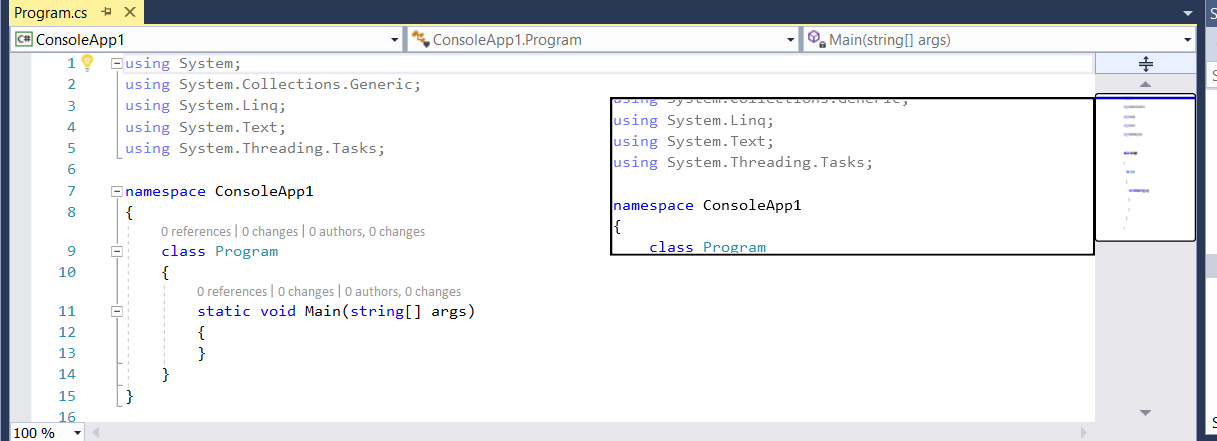 Program.cs
C# ConsoleApp1
ConsoleApp1.Program
Main(string[] args)
1 using System;
2 using System.Collections.Generic;
3 using System.Linq;
4 using System.Text;
5 using System.Threading.Tasks;
6
7 namespace ConsoleApp1
8 {
0 references | 0 changes | 0 authors, 0 changes
9 class Program
10 {
0 references | 0 changes | 0 authors, 0 changes
11 static void Main(string[] args)
12 {
13 }
14 }
15 }
16
using System.Collections.Generic;
using System.Linq;
using System.Text;
using System.Threading.Tasks;
namespace ConsoleApp1
{
class Program
100 %